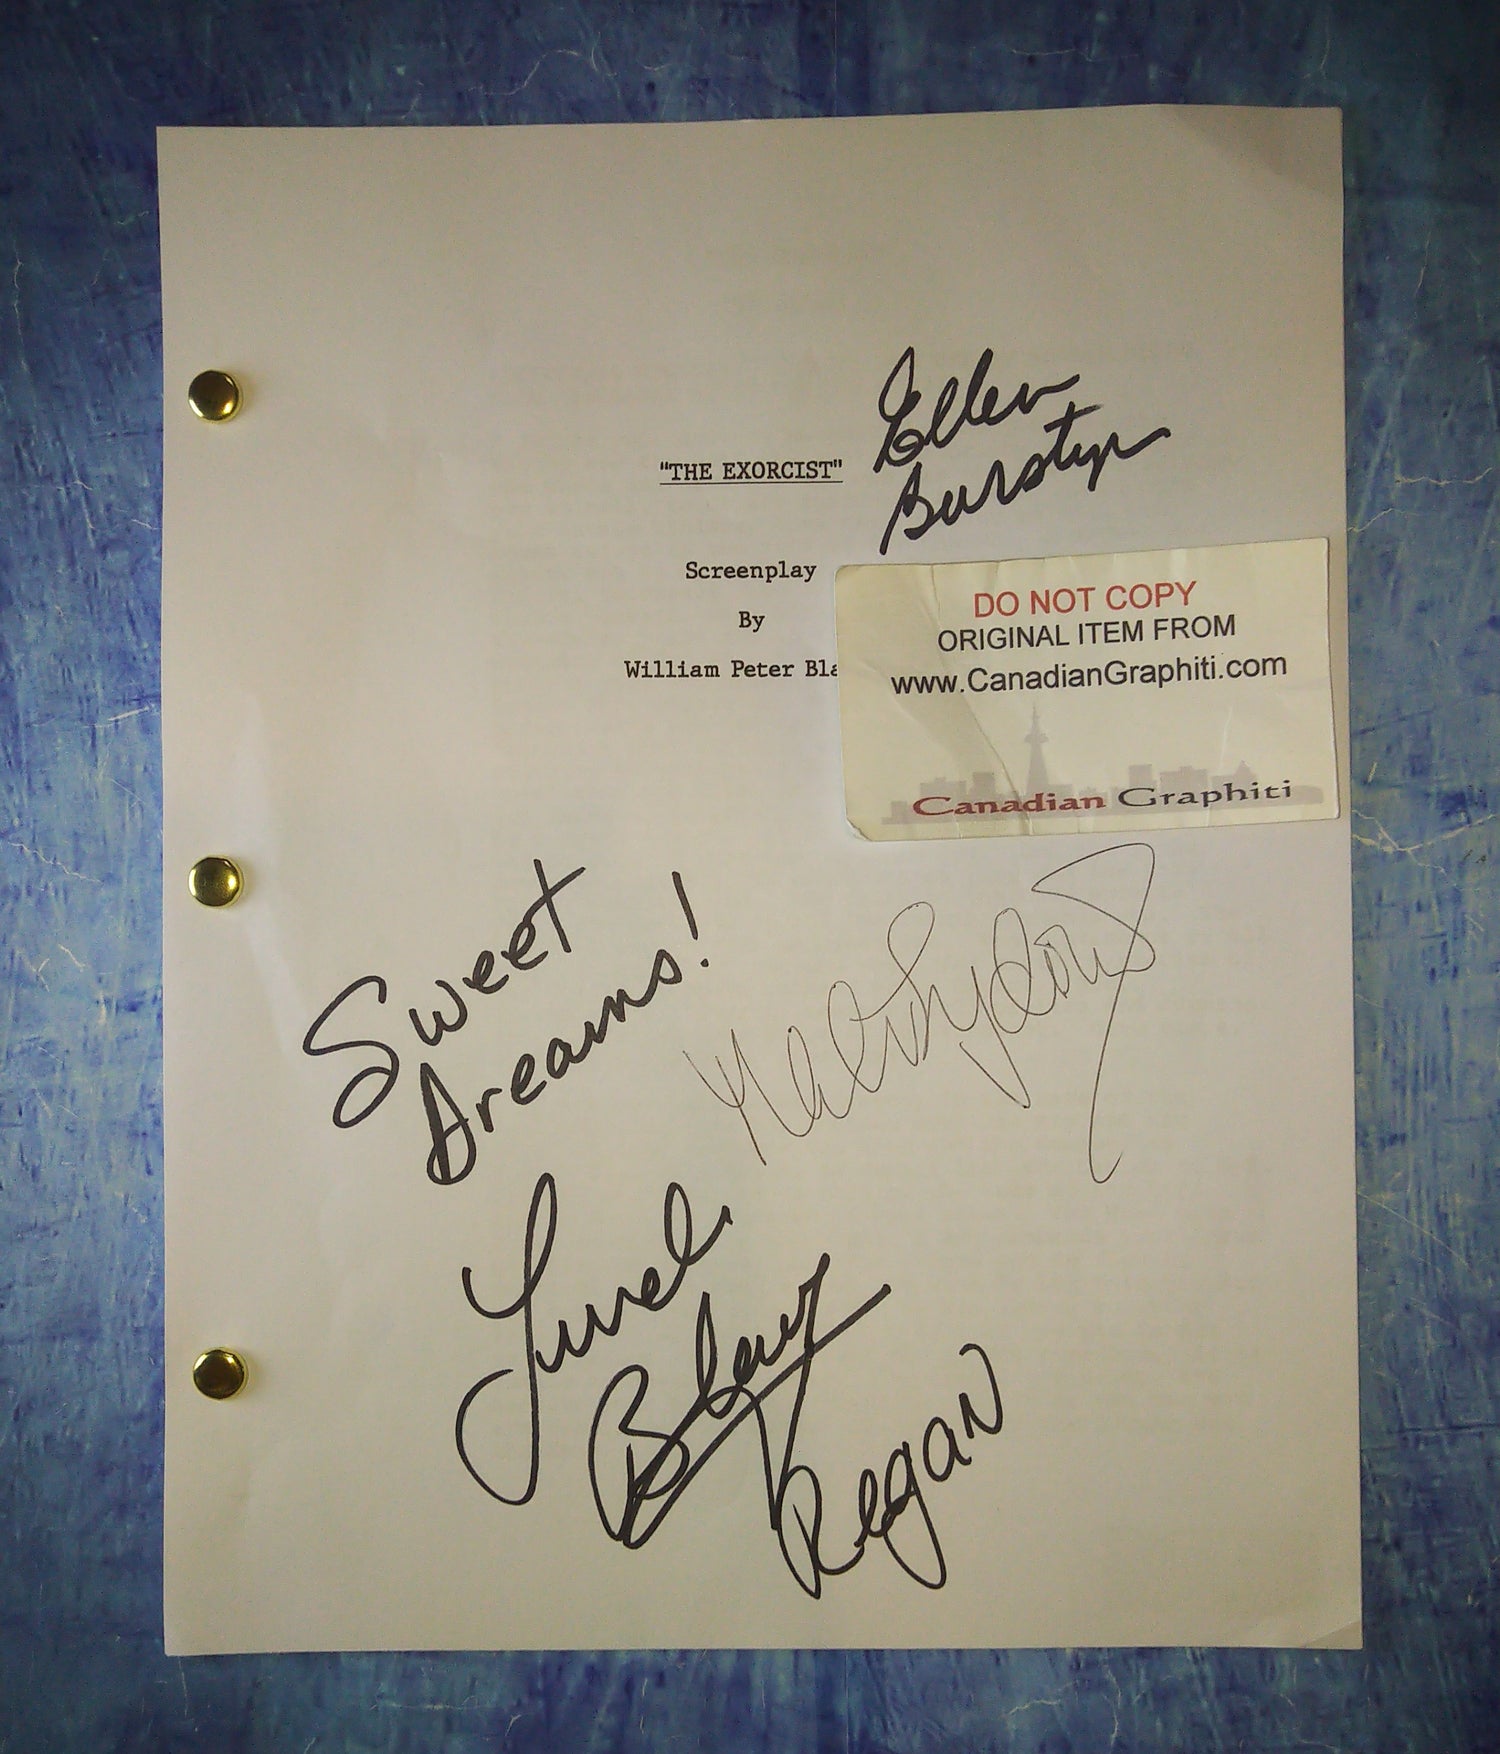 "THE EXORCIST"
Ellen
Burstyn
Screenplay
By
William Peter Bla
DO NOT COPY
ORIGINAL ITEM FROM
www.CanadianGraphiti.com
Canadian Graphiti
Sweet
Dreams!
Linda
Blair
Regan